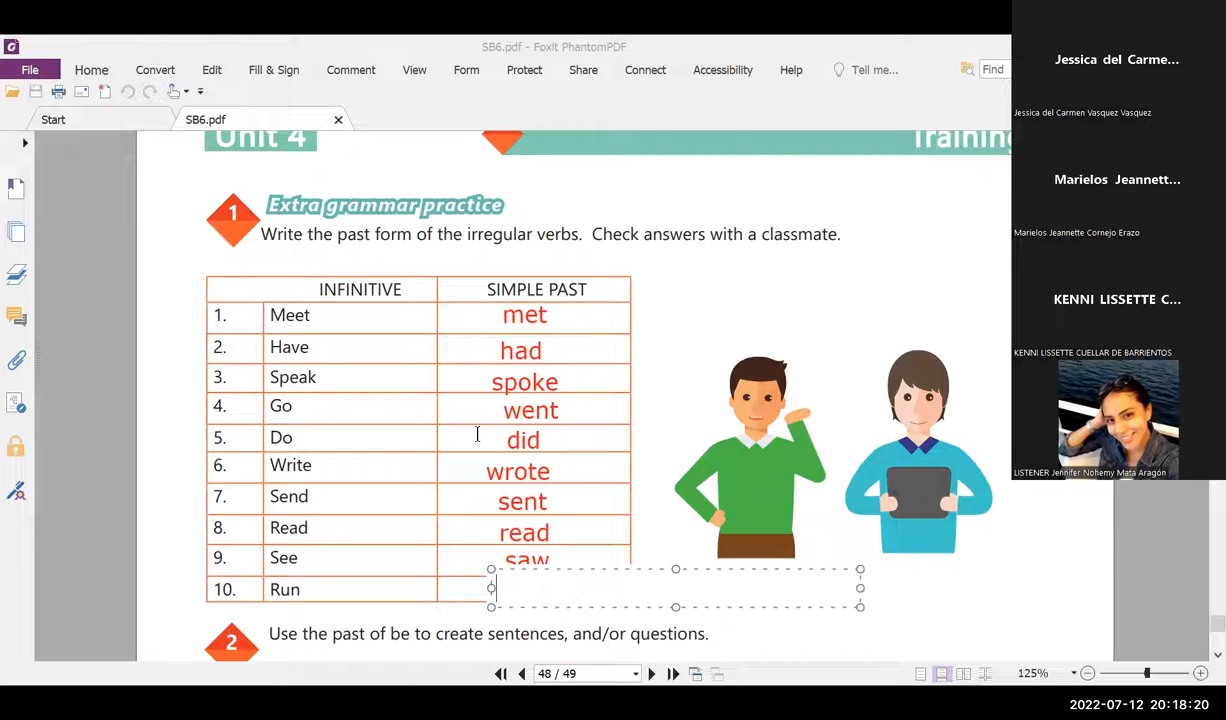 SB6.pdf - Foxit PhantomPDF
File Home Convert Edit Fill & Sign Comment View Form Protect Share Connect Accessibility Help Tell me... Find
Start SB6.pdf
Unit 4
Training
1 Extra grammar practice
Write the past form of the irregular verbs. Check answers with a classmate.
INFINITIVE SIMPLE PAST
1. Meet met
2. Have had
3. Speak spoke
4. Go went
5. Do did
6. Write wrote
7. Send sent
8. Read read
9. See saw
10. Run
2 Use the past of be to create sentences, and/or questions.
48 / 49
125%
Jessica del Carme...
Jessica del Carmen Vasquez Vasquez
Marielos Jeannett...
Marielos Jeannette Cornejo Erazo
KENNI LISSETTE C...
KENNI LISSETTE CUELLAR DE BARRIENTOS
LISTENER Jennifer Nohemy Mata Aragón
2022-07-12 20:18:20